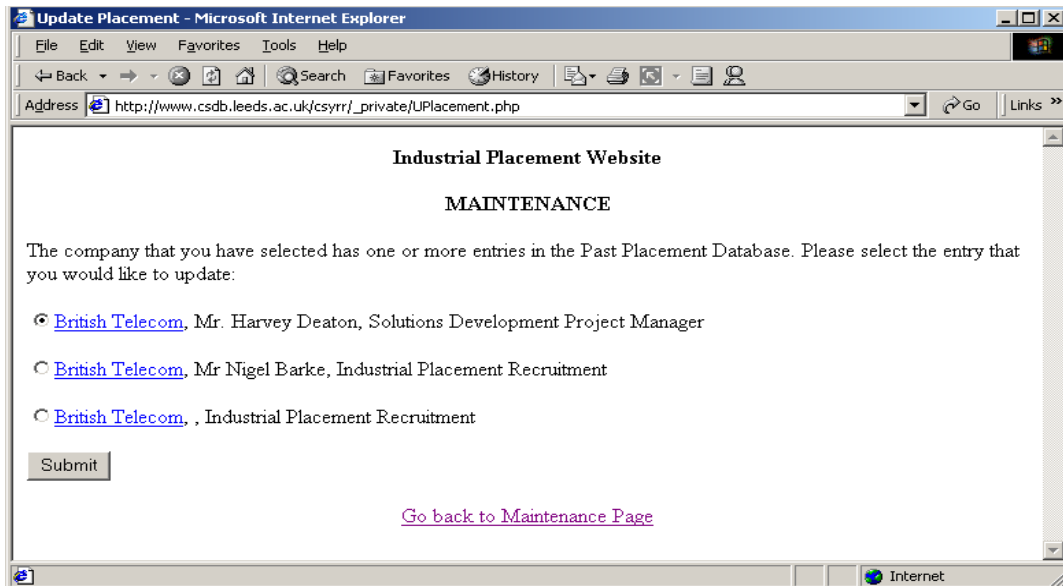 Update Placement - Microsoft Internet Explorer
File Edit View Favorites Tools Help
Back Search Favorites History
Address http://www.csdb.leeds.ac.uk/csyrr/_private/UPlacement.php Go Links »
Industrial Placement Website
MAINTENANCE
The company that you have selected has one or more entries in the Past Placement Database. Please select the entry that
you would like to update:
British Telecom, Mr. Harvey Deaton, Solutions Development Project Manager
British Telecom, Mr Nigel Barke, Industrial Placement Recruitment
British Telecom, , Industrial Placement Recruitment
Submit
Go back to Maintenance Page
Internet